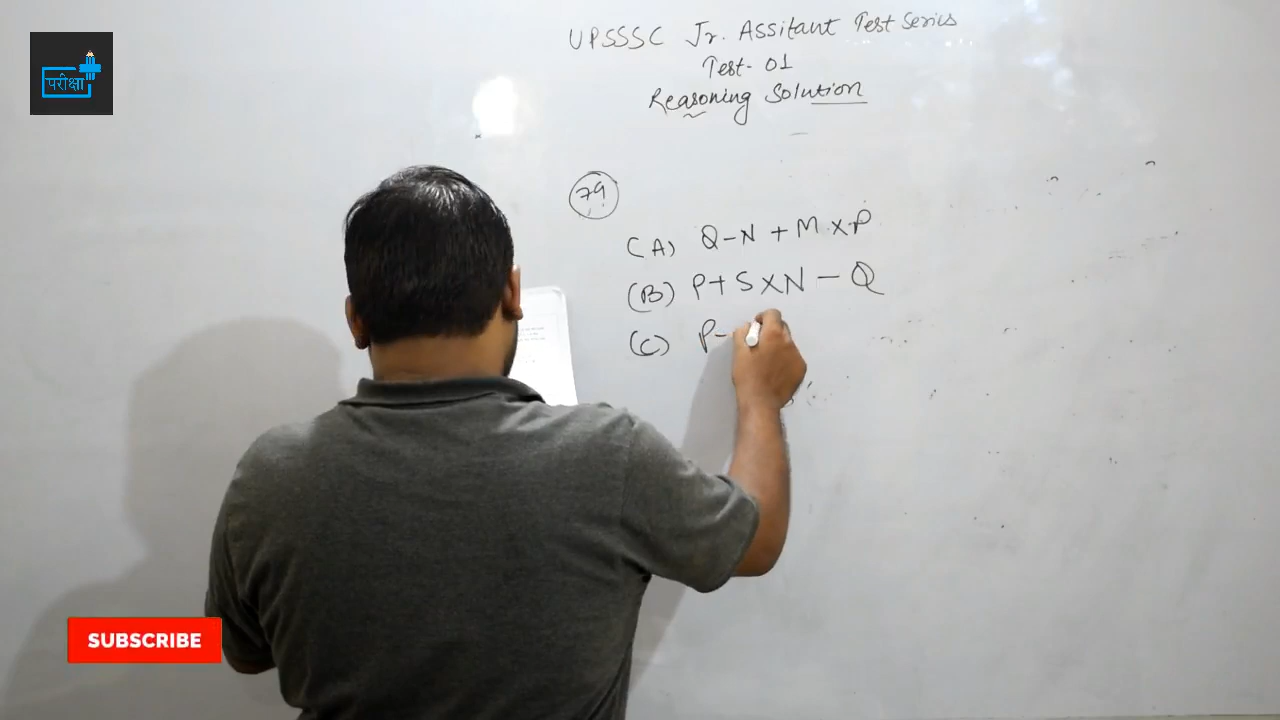 परीक्षा
UPSSSC Jr. Assitant Test Series
Test- 01
Reasoning Solution
79
(A) Q-N+M×P
(B) P+S×N-Q
(C) P-
SUBSCRIBE